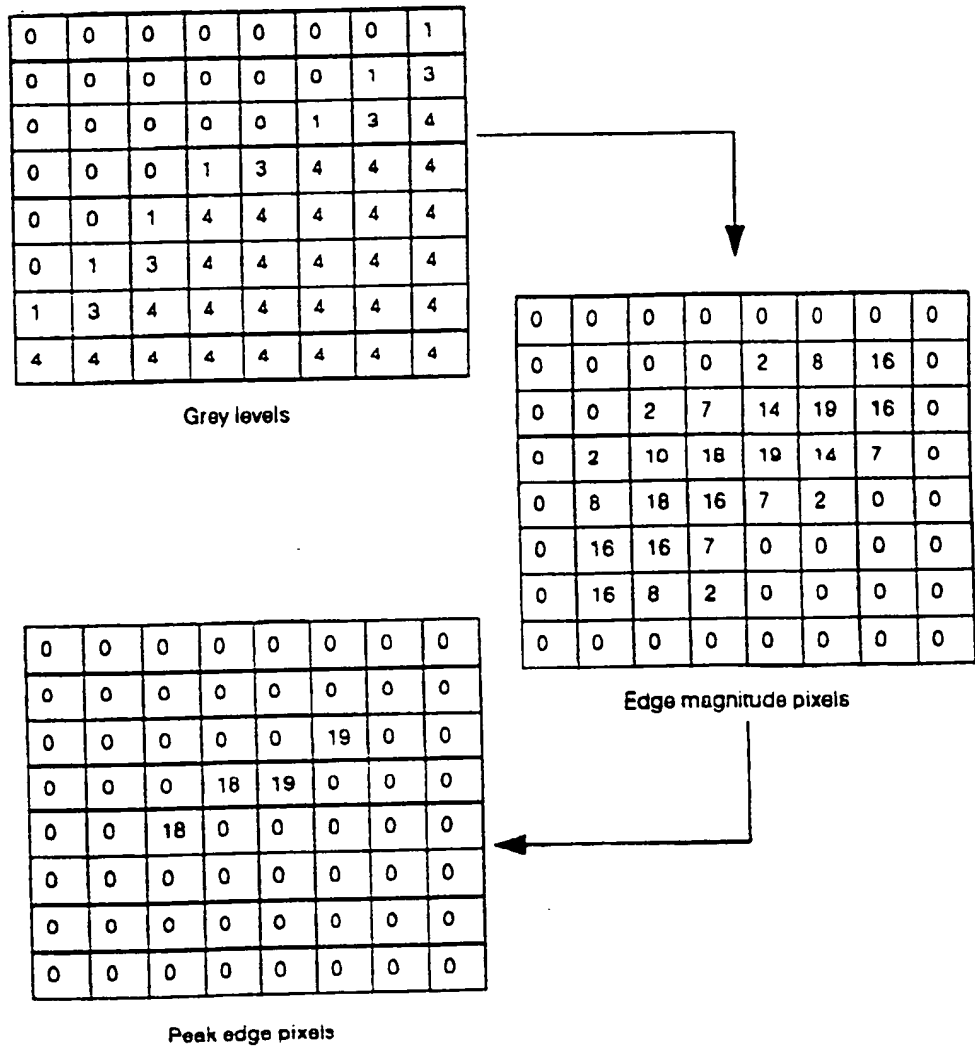 0 0 0 0 0 0 0 1
0 0 0 0 0 0 1 3
0 0 0 0 0 1 3 4
0 0 0 1 3 4 4 4
0 0 1 4 4 4 4 4
0 1 3 4 4 4 4 4
1 3 4 4 4 4 4 4
4 4 4 4 4 4 4 4
Grey levels
0 0 0 0 0 0 0 0
0 0 0 0 2 8 16 0
0 0 2 7 14 19 16 0
0 2 10 18 19 14 7 0
0 8 18 16 7 2 0 0
0 16 16 7 0 0 0 0
0 16 8 2 0 0 0 0
0 0 0 0 0 0 0 0
Edge magnitude pixels
0 0 0 0 0 0 0 0
0 0 0 0 0 0 0 0
0 0 0 0 0 19 0 0
0 0 0 18 19 0 0 0
0 0 18 0 0 0 0 0
0 0 0 0 0 0 0 0
0 0 0 0 0 0 0 0
0 0 0 0 0 0 0 0
Peak edge pixels